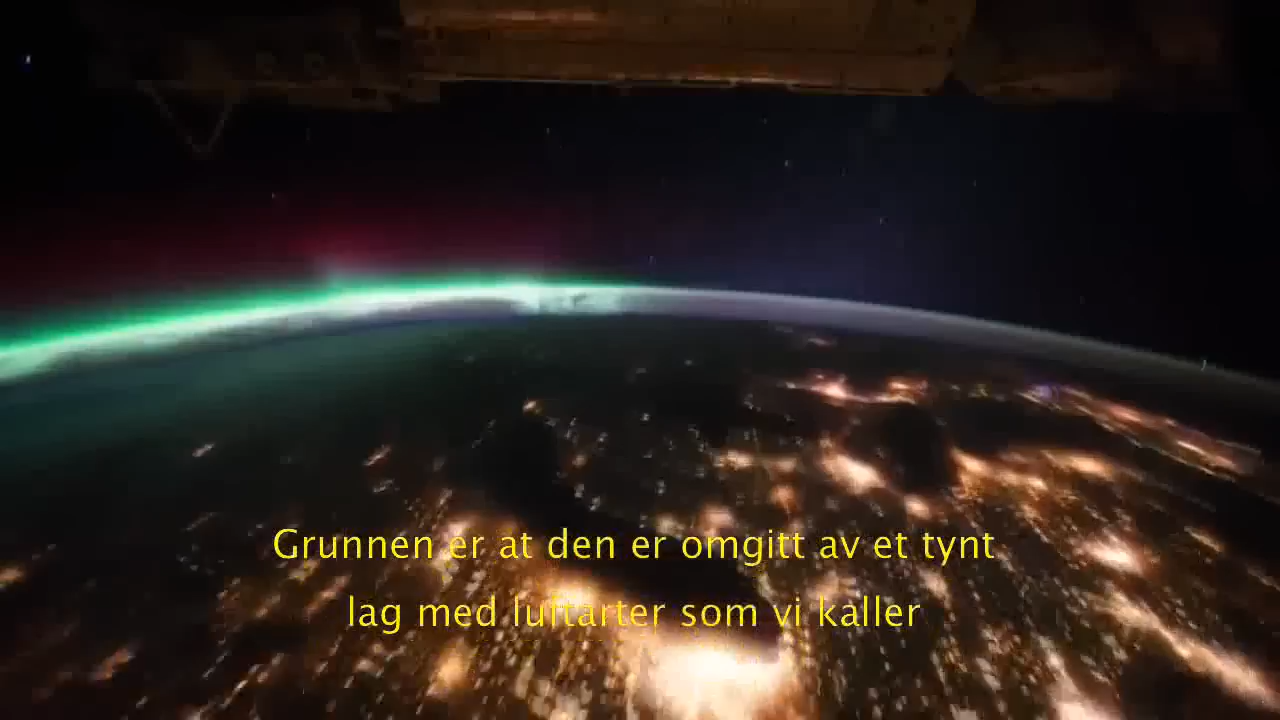 Grunnen er at den er omgitt av et tynt
lag med luftarter som vi kaller